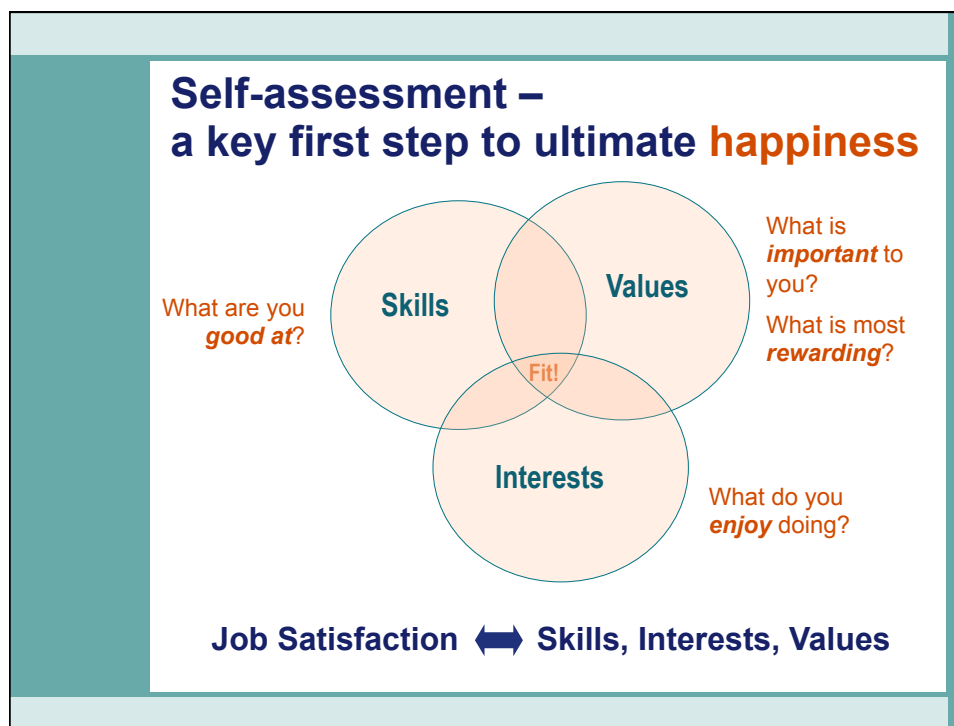 Self-assessment –
a key first step to ultimate happiness
What are you
good at?
Skills
Values
What is
important to
you?
What is most
rewarding?
Fit!
Interests
What do you
enjoy doing?
Job Satisfaction ⬌ Skills, Interests, Values